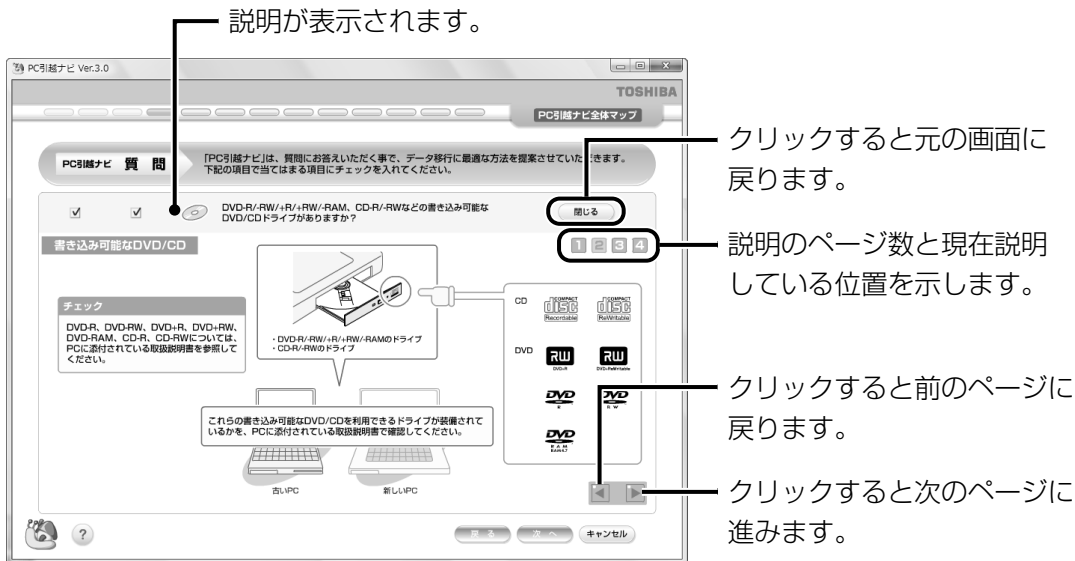 説明が表示されます。
PC引越ナビ Ver.3.0
TOSHIBA
PC引越ナビ全体マップ
クリックすると元の画面に
戻ります。
PC引越ナビ 質 問
「PC引越ナビ」は、質問にお答えいただく事で、データ移行に最適な方法を提案させていただきます。
下記の項目で当てはまる項目にチェックを入れてください。
DVD-R/-RW/+R/+RW/-RAM、CD-R/-RWなどの書き込み可能な
DVD/CDドライブがありますか？
閉じる
書き込み可能なDVD/CD
1 2 3 4
説明のページ数と現在説明
している位置を示します。
チェック
DVD-R、DVD-RW、DVD+R、DVD+RW、
DVD-RAM、CD-R、CD-RWについては、
PCに添付されている取扱説明書を参照して
ください。
・DVD-R/-RW/+R/+RW/-RAMのドライブ
・CD-R/-RWのドライブ
CD
COMPACT
disc
Recordable
COMPACT
disc
ReWritable
DVD
RW
DVD+R
RW
DVD+ReWritable
DVD
R
DVD
R W
DVD
R A M
RAM4.7
これらの書き込み可能なDVD/CDを利用できるドライブが装備されて
いるかを、PCに添付されている取扱説明書で確認してください。
古いPC
新しいPC
クリックすると前のページに
戻ります。
クリックすると次のページに
進みます。
?
戻 る
次 へ
キャンセル